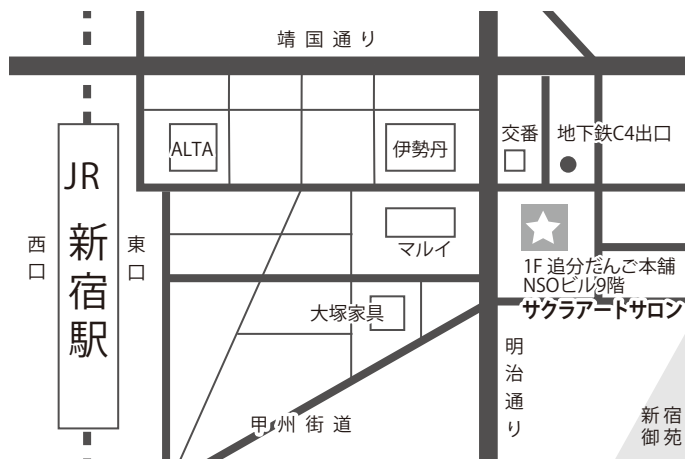 靖国通り
ALTA
伊勢丹
交番
地下鉄C4出口
JR
新宿駅
西口
東口
マルイ
1F 追分だんご本舗
NSOビル9階
サクラアートサロン
大塚家具
明治通り
甲州街道
新宿
御苑